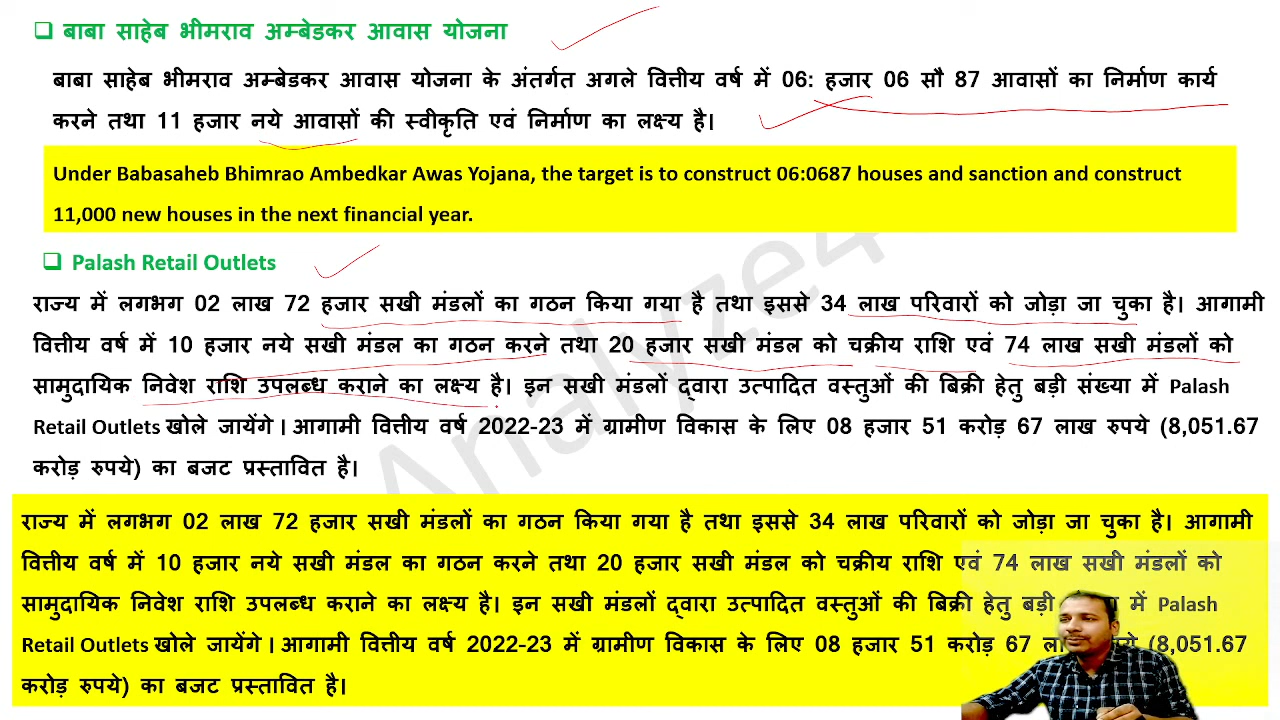 बाबा साहेब भीमराव अम्बेडकर आवास योजना
बाबा साहेब भीमराव अम्बेडकर आवास योजना के अंतर्गत अगले वित्तीय वर्ष में 06: हजार 06 सौ 87 आवासों का निर्माण कार्य
करने तथा 11 हजार नये आवासों की स्वीकृति एवं निर्माण का लक्ष्य है।
Under Babasaheb Bhimrao Ambedkar Awas Yojana, the target is to construct 06:0687 houses and sanction and construct
11,000 new houses in the next financial year.
Palash Retail Outlets
राज्य में लगभग 02 लाख 72 हजार सखी मंडलों का गठन किया गया है तथा इससे 34 लाख परिवारों को जोड़ा जा चुका है। आगामी
वित्तीय वर्ष में 10 हजार नये सखी मंडल का गठन करने तथा 20 हजार सखी मंडल को चक्रीय राशि एवं 74 लाख सखी मंडलों को
सामुदायिक निवेश राशि उपलब्ध कराने का लक्ष्य है। इन सखी मंडलों द्वारा उत्पादित वस्तुओं की बिक्री हेतु बड़ी संख्या में Palash
Retail Outlets खोले जायेंगे। आगामी वित्तीय वर्ष 2022-23 में ग्रामीण विकास के लिए 08 हजार 51 करोड़ 67 लाख रुपये (8,051.67
करोड़ रुपये) का बजट प्रस्तावित है।
राज्य में लगभग 02 लाख 72 हजार सखी मंडलों का गठन किया गया है तथा इससे 34 लाख परिवारों को जोड़ा जा चुका है। आगामी
वित्तीय वर्ष में 10 हजार नये सखी मंडल का गठन करने तथा 20 हजार सखी मंडल को चक्रीय राशि एवं 74 लाख सखी मंडलों को
सामुदायिक निवेश राशि उपलब्ध कराने का लक्ष्य है। इन सखी मंडलों द्वारा उत्पादित वस्तुओं की बिक्री हेतु बड़ी में Palash
Retail Outlets खोले जायेंगे। आगामी वित्तीय वर्ष 2022-23 में ग्रामीण विकास के लिए 08 हजार 51 करोड़ 67 (8,051.67
करोड़ रुपये) का बजट प्रस्तावित है।
Analyze4